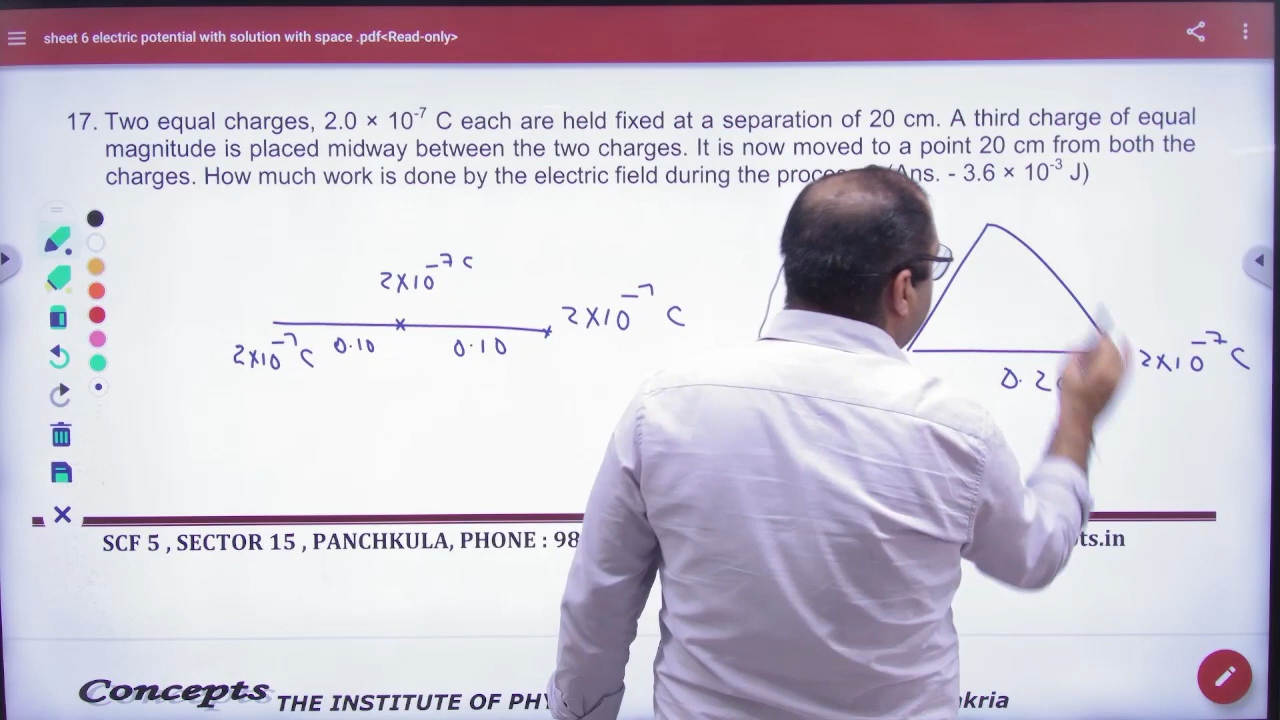 sheet 6 electric potential with solution with space .pdf<Read-only>
17. Two equal charges, 2.0 × 10⁻⁷ C each are held fixed at a separation of 20 cm. A third charge of equal
magnitude is placed midway between the two charges. It is now moved to a point 20 cm from both the
charges. How much work is done by the electric field during the Ans. - 3.6 × 10⁻³ J)
2×10⁻⁷ C
2×10⁻⁷ C
2×10⁻⁷ C 0.10 0.10
2×10⁻⁷ C
0.2
SCF 5 , SECTOR 15 , PANCHKULA, PHONE : 98
Concepts THE INSTITUTE OF